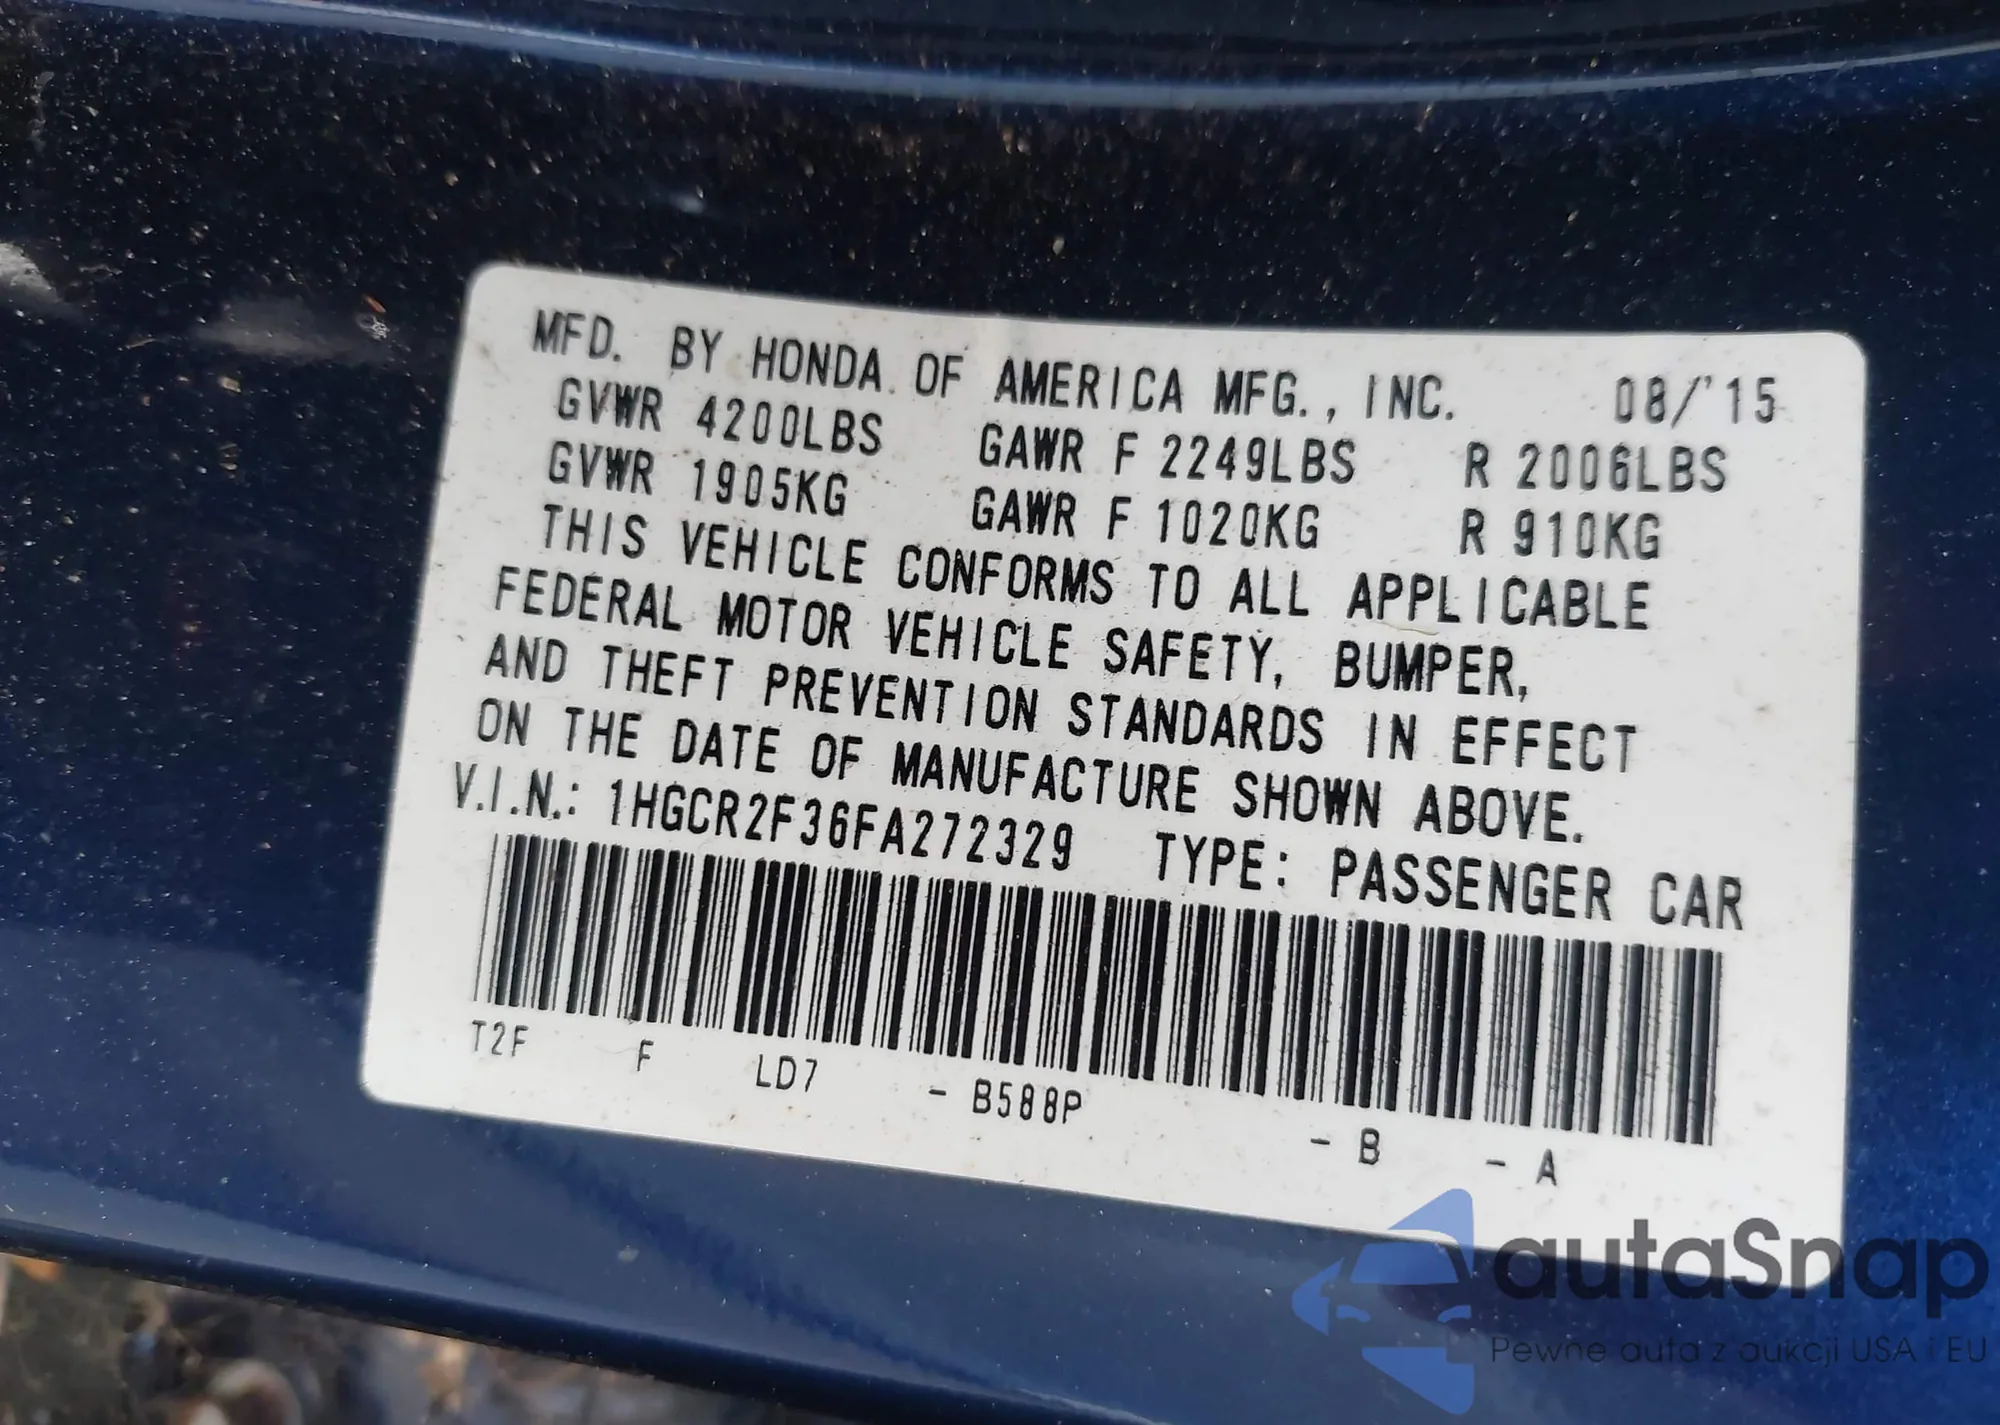 MFD. BY HONDA OF AMERICA MFG., INC. 08/'15
GVWR 4200LBS GAWR F 2249LBS R 2006LBS
GVWR 1905KG GAWR F 1020KG R 910KG
THIS VEHICLE CONFORMS TO ALL APPLICABLE
FEDERAL MOTOR VEHICLE SAFETY, BUMPER,
AND THEFT PREVENTION STANDARDS IN EFFECT
ON THE DATE OF MANUFACTURE SHOWN ABOVE.
V.I.N.: 1HGCR2F36FA272329 TYPE: PASSENGER CAR
T2F F LD7 - B588P - B - A
autaSnap
Pewne auta z aukcji USA i EU